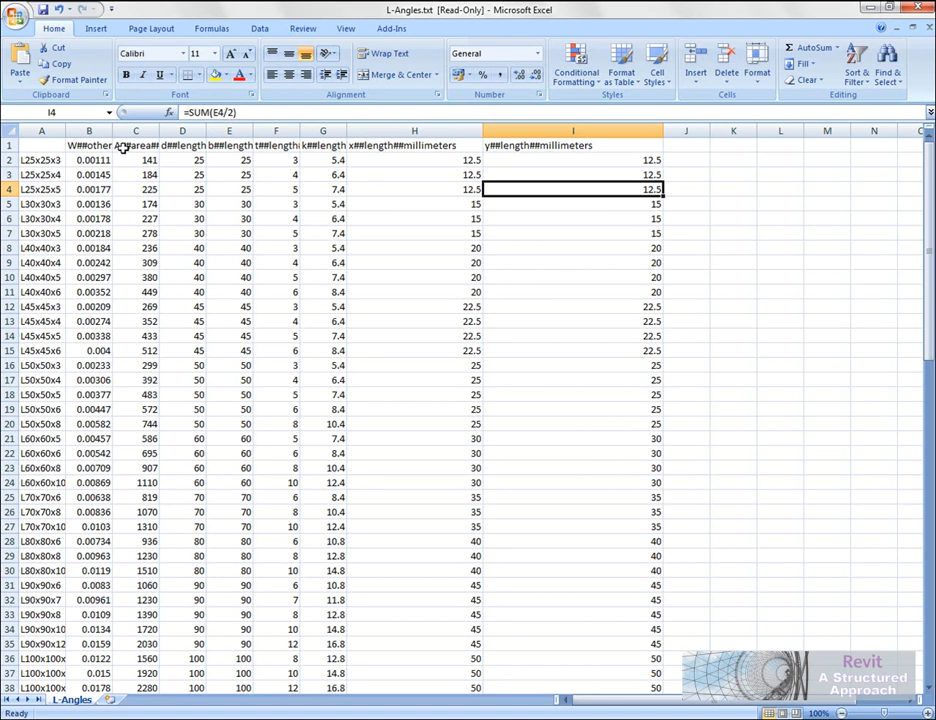 L-Angles.txt [Read-Only] - Microsoft Excel
Home Insert Page Layout Formulas Data Review View Add-Ins
Paste Cut Copy Format Painter Calibri 11 Wrap Text Merge & Center General Conditional Formatting Format as Table Cell Styles Insert Delete Format AutoSum Fill Clear Sort & Filter Find & Select
Clipboard Font Alignment Number Styles Cells Editing
I4 =SUM(E4/2)
A B C D E F G H I J K L M N
1 W##other A##area## d##length b##length t##length k##length x##length##millimeters y##length##millimeters
2 L25x25x3 0.00111 141 25 25 3 5.4 12.5 12.5
3 L25x25x4 0.00145 184 25 25 4 6.4 12.5 12.5
4 L25x25x5 0.00177 225 25 25 5 7.4 12.5 12.5
5 L30x30x3 0.00136 174 30 30 3 5.4 15 15
6 L30x30x4 0.00178 227 30 30 4 6.4 15 15
7 L30x30x5 0.00218 278 30 30 5 7.4 15 15
8 L40x40x3 0.00184 236 40 40 3 5.4 20 20
9 L40x40x4 0.00242 309 40 40 4 6.4 20 20
10 L40x40x5 0.00297 380 40 40 5 7.4 20 20
11 L40x40x6 0.00352 449 40 40 6 8.4 20 20
12 L45x45x3 0.00209 269 45 45 3 5.4 22.5 22.5
13 L45x45x4 0.00274 352 45 45 4 6.4 22.5 22.5
14 L45x45x5 0.00338 433 45 45 5 7.4 22.5 22.5
15 L45x45x6 0.004 512 45 45 6 8.4 22.5 22.5
16 L50x50x3 0.00233 299 50 50 3 5.4 25 25
17 L50x50x4 0.00306 392 50 50 4 6.4 25 25
18 L50x50x5 0.00377 483 50 50 5 7.4 25 25
19 L50x50x6 0.00447 572 50 50 6 8.4 25 25
20 L50x50x8 0.00582 744 50 50 8 10.4 25 25
21 L60x60x5 0.00457 586 60 60 5 7.4 30 30
22 L60x60x6 0.00542 695 60 60 6 8.4 30 30
23 L60x60x8 0.00709 907 60 60 8 10.4 30 30
24 L60x60x10 0.00869 1110 60 60 10 12.4 30 30
25 L70x70x6 0.00638 819 70 70 6 8.4 35 35
26 L70x70x8 0.00836 1070 70 70 8 10.4 35 35
27 L70x70x10 0.0103 1310 70 70 10 12.4 35 35
28 L80x80x6 0.00734 936 80 80 6 10.8 40 40
29 L80x80x8 0.00963 1230 80 80 8 12.8 40 40
30 L80x80x10 0.0119 1510 80 80 10 14.8 40 40
31 L90x90x6 0.0083 1060 90 90 6 10.8 45 45
32 L90x90x7 0.00961 1230 90 90 7 11.8 45 45
33 L90x90x8 0.0109 1390 90 90 8 12.8 45 45
34 L90x90x10 0.0134 1720 90 90 10 14.8 45 45
35 L90x90x12 0.0159 2030 90 90 12 16.8 45 45
36 L100x100x 0.0122 1560 100 100 8 12.8 50 50
37 L100x100x 0.015 1920 100 100 10 14.8 50 50
38 L100x100x 0.0178 2280 100 100 12 16.8 50 50
Revit
A Structured
Approach
L-Angles
Ready 100%